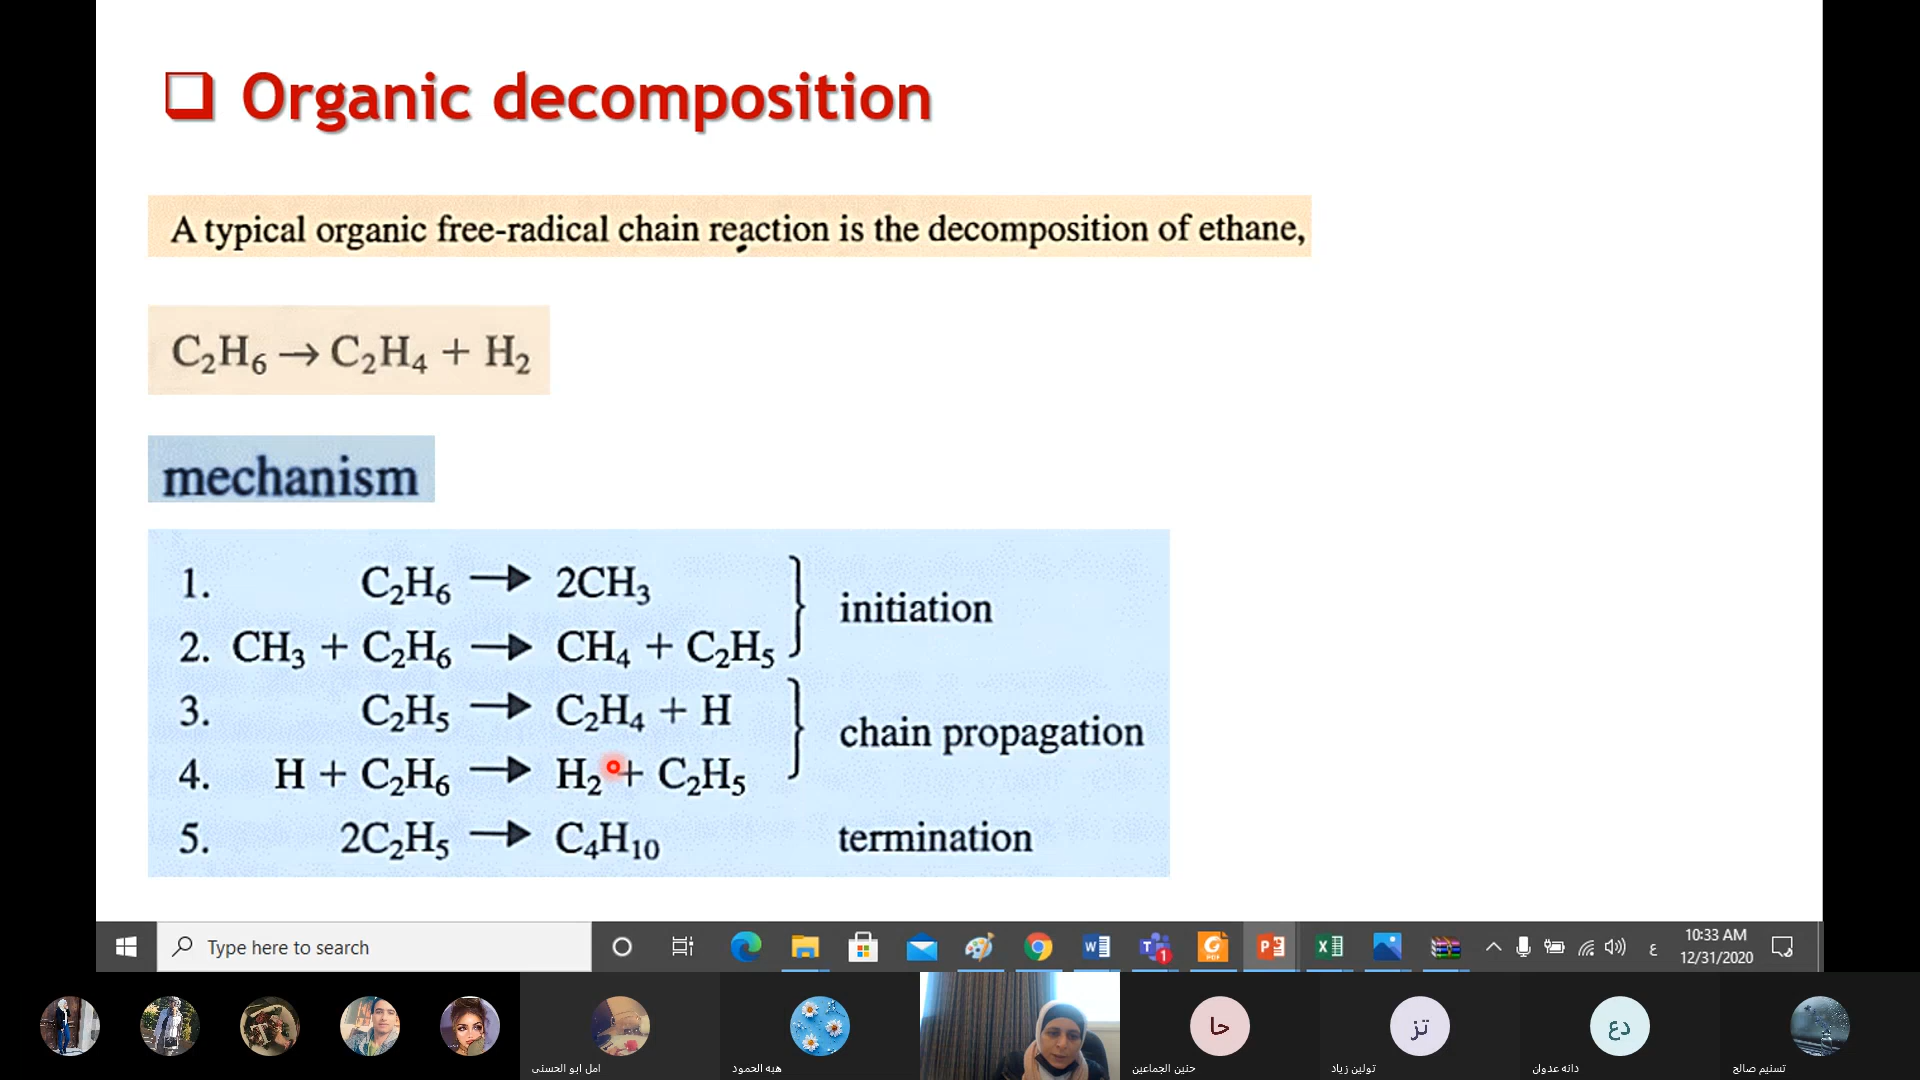 Organic decomposition
A typical organic free-radical chain reaction is the decomposition of ethane,
C₂H₆ → C₂H₄ + H₂
mechanism
1. C₂H₆ → 2CH₃
2. CH₃ + C₂H₆ → CH₄ + C₂H₅
initiation
3. C₂H₅ → C₂H₄ + H
4. H + C₂H₆ → H₂ + C₂H₅
chain propagation
5. 2C₂H₅ → C₄H₁₀ termination
Type here to search
1
ع
10:33 AM
12/31/2020
حا
تز
دع
امل ابو الحسنى
هبه الحمود
حنين الجماعين
تولين زياد
دانه عدوان
تسنيم صالح